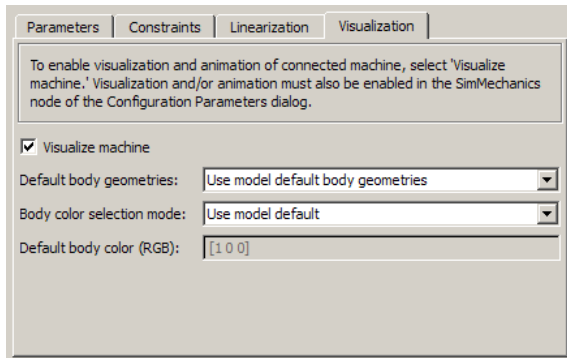 Parameters Constraints Linearization Visualization
To enable visualization and animation of connected machine, select 'Visualize
machine.' Visualization and/or animation must also be enabled in the SimMechanics
node of the Configuration Parameters dialog.
Visualize machine
Default body geometries: Use model default body geometries
Body color selection mode: Use model default
Default body color (RGB): [1 0 0]